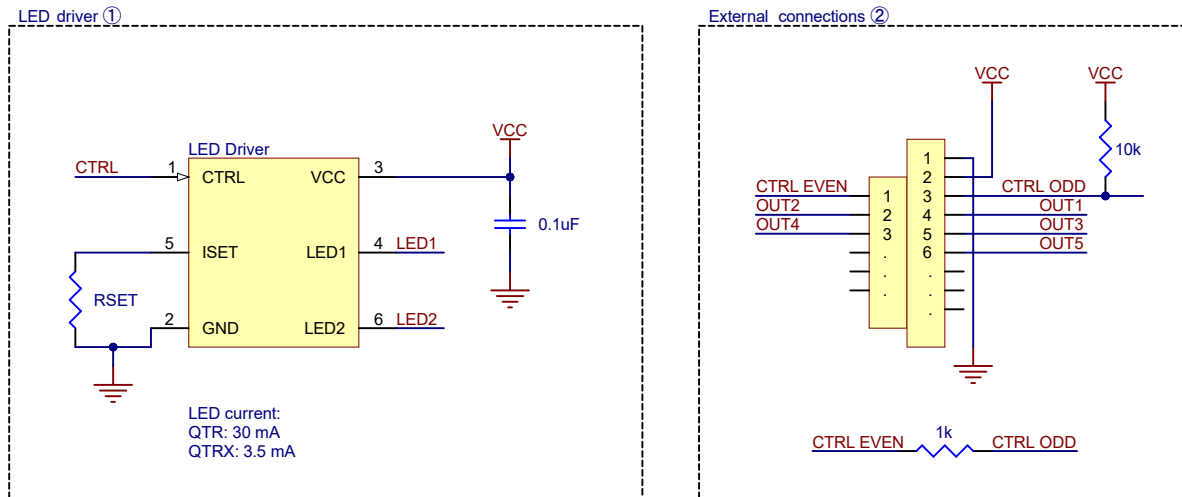 LED driver ①
LED Driver
CTRL
1
CTRL
VCC
3
VCC
0.1uF
5
ISET
LED1
4
LED1
RSET
2
GND
LED2
6
LED2
LED current:
QTR: 30 mA
QTRX: 3.5 mA
External connections ②
VCC
VCC
10k
CTRL EVEN
OUT2
OUT4
1
2
3
.
.
.
1
2
3
4
5
6
.
.
.
CTRL ODD
OUT1
OUT3
OUT5
1k
CTRL EVEN
CTRL ODD